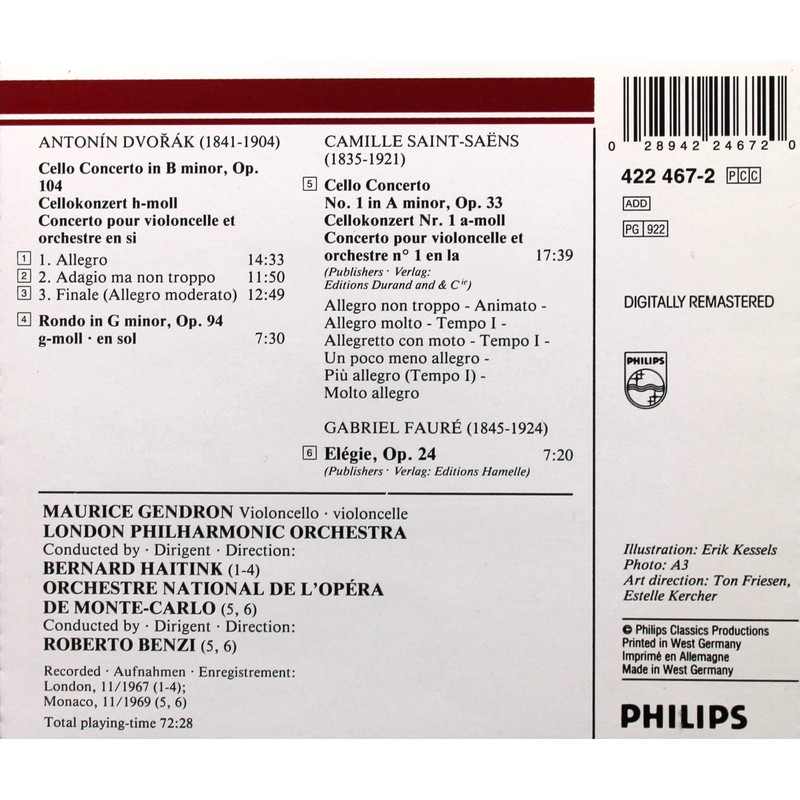 ANTONÍN DVOŘÁK (1841-1904)
Cello Concerto in B minor, Op.
104
Cellokonzert h-moll
Concerto pour violoncelle et
orchestre en si
1 1. Allegro 14:33
2 2. Adagio ma non troppo 11:50
3 3. Finale (Allegro moderato) 12:49
4 Rondo in G minor, Op. 94
g-moll · en sol 7:30
CAMILLE SAINT-SAËNS
(1835-1921)
5 Cello Concerto
No. 1 in A minor, Op. 33
Cellokonzert Nr. 1 a-moll
Concerto pour violoncelle et
orchestre n° 1 en la 17:39
(Publishers · Verlag:
Editions Durand and & Cie)
Allegro non troppo - Animato -
Allegro molto - Tempo I -
Allegretto con moto - Tempo I -
Un poco meno allegro -
Più allegro (Tempo I) -
Molto allegro
GABRIEL FAURÉ (1845-1924)
6 Elégie, Op. 24 7:20
(Publishers · Verlag: Editions Hamelle)
MAURICE GENDRON Violoncello · violoncelle
LONDON PHILHARMONIC ORCHESTRA
Conducted by · Dirigent · Direction:
BERNARD HAITINK (1-4)
ORCHESTRE NATIONAL DE L'OPÉRA
DE MONTE-CARLO (5, 6)
Conducted by · Dirigent · Direction:
ROBERTO BENZI (5, 6)
Recorded · Aufnahmen · Enregistrement:
London, 11/1967 (1-4);
Monaco, 11/1969 (5, 6)
Total playing-time 72:28
0 28942 24672 0
422 467-2 PCC
ADD
PG 922
DIGITALLY REMASTERED
PHILIPS
Illustration: Erik Kessels
Photo: A3
Art direction: Ton Friesen,
Estelle Kercher
© Philips Classics Productions
Printed in West Germany
Imprimé en Allemagne
Made in West Germany
PHILIPS